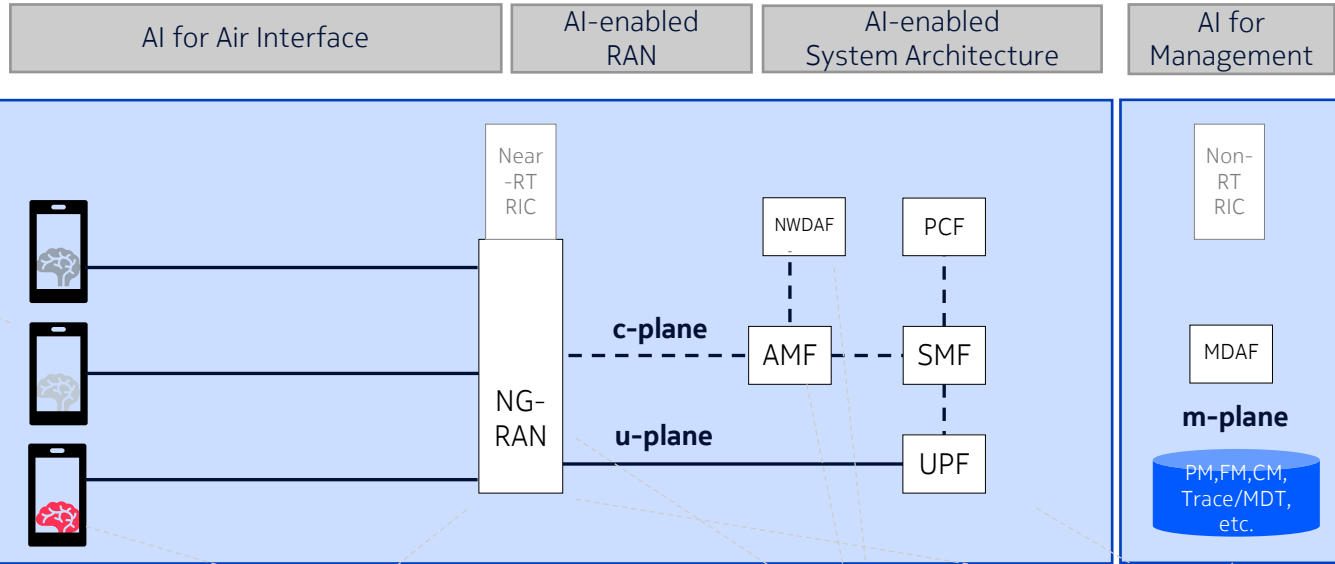 AI for Air Interface
AI-enabled
RAN
AI-enabled
System Architecture
AI for
Management
Near
-RT
RIC
Non-
RT
RIC
NWDAF
PCF
c-plane
AMF
SMF
MDAF
NG-
RAN
u-plane
UPF
m-plane
PM,FM,CM,
Trace/MDT,
etc.